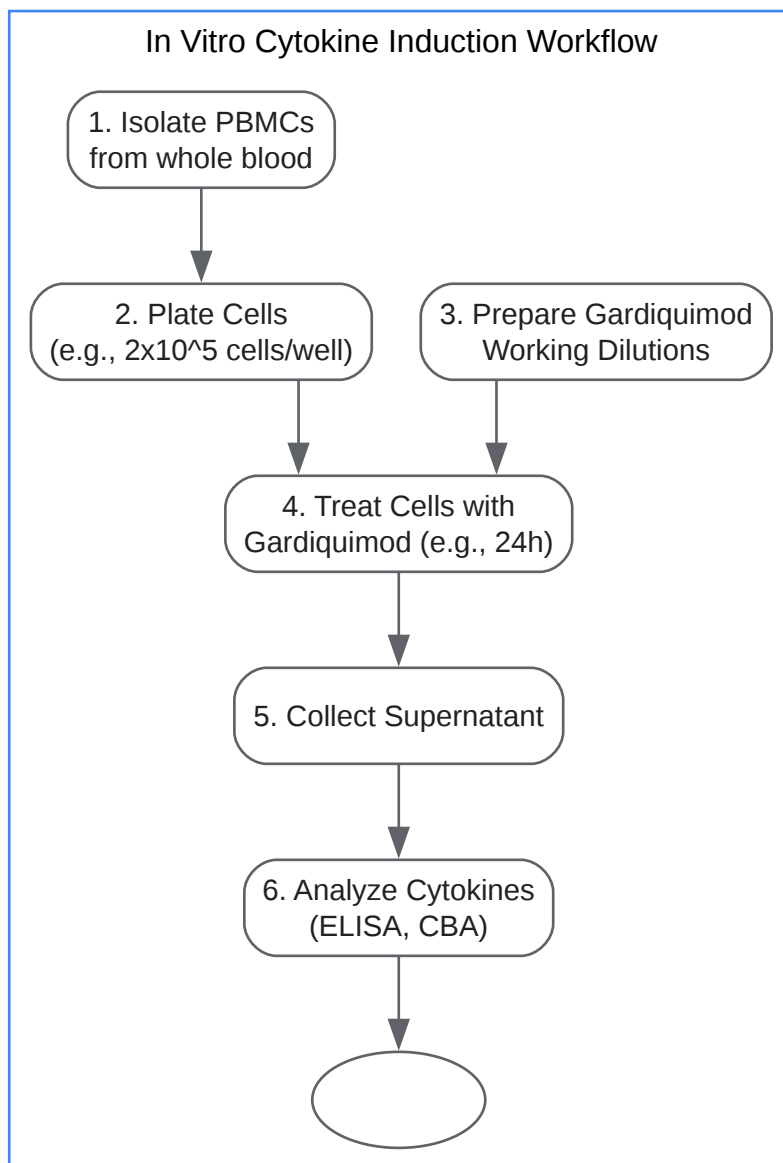 In Vitro Cytokine Induction Workflow
1. Isolate PBMCs
from whole blood
2. Plate Cells
(e.g., 2x10^5 cells/well)
3. Prepare Gardiquimod
Working Dilutions
4. Treat Cells with
Gardiquimod (e.g., 24h)
5. Collect Supernatant
6. Analyze Cytokines
(ELISA, CBA)